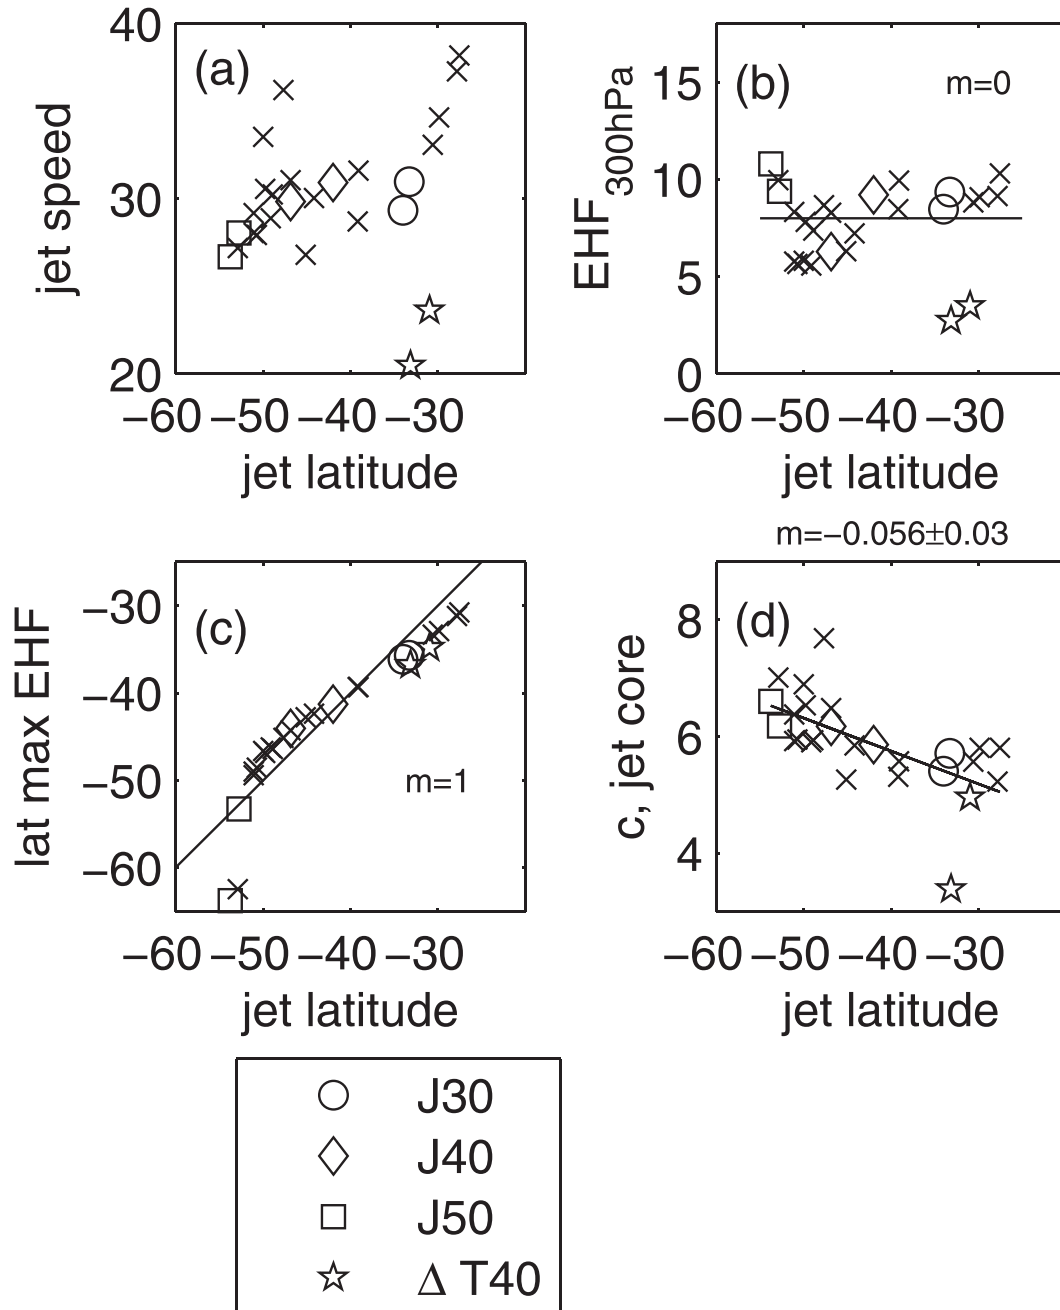 40
30
20
jet speed
(a)
−60 −50 −40 −30
jet latitude
15
10
5
0
EHF300hPa
(b)
m=0
−60 −50 −40 −30
jet latitude
−30
−40
−50
−60
lat max EHF
(c)
m=1
−60 −50 −40 −30
jet latitude
m=−0.056±0.03
8
6
4
c, jet core
(d)
−60 −50 −40 −30
jet latitude
J30
J40
J50
Δ T40